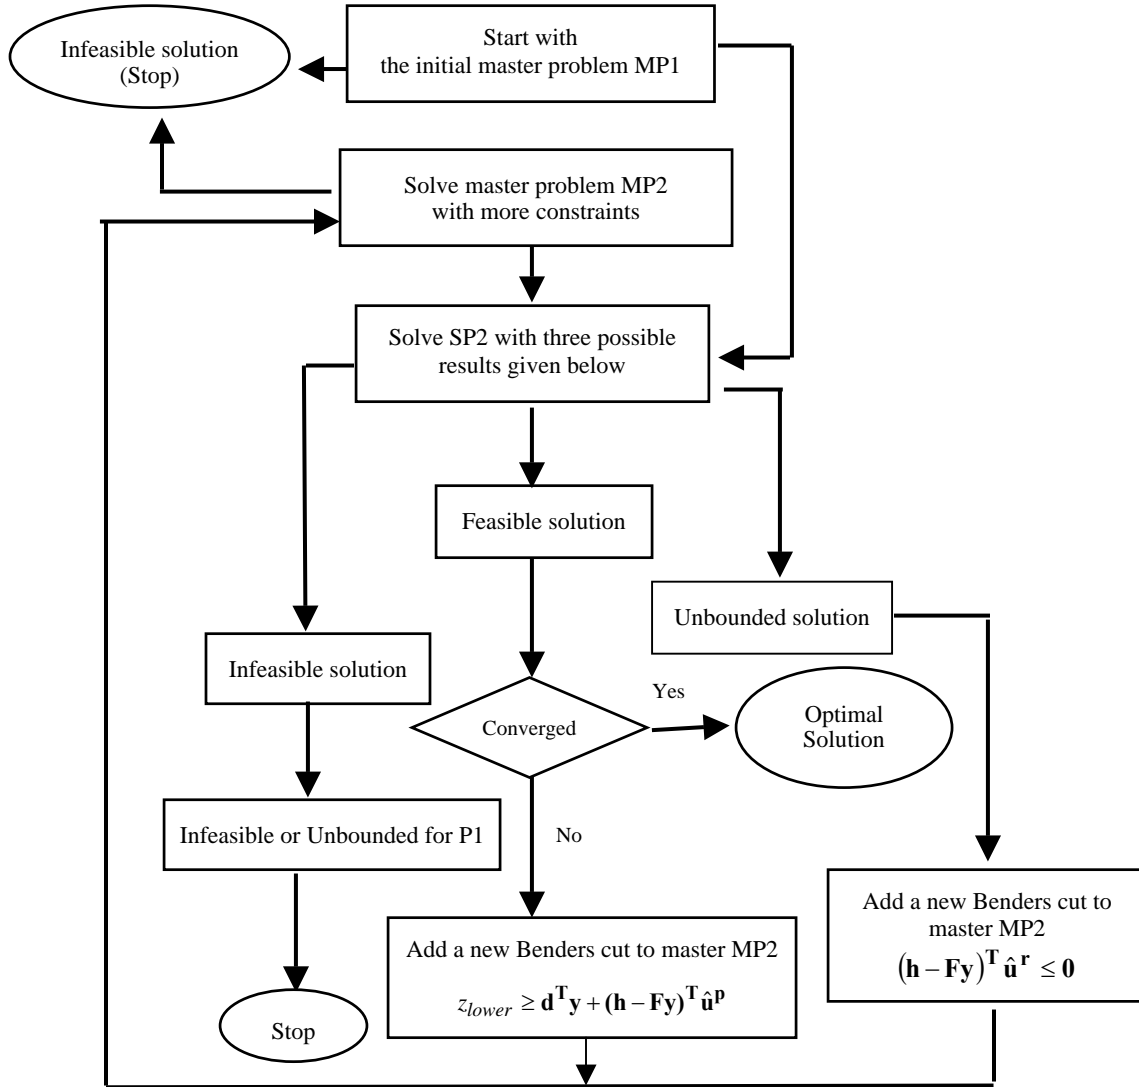 Infeasible solution
(Stop)
Start with
the initial master problem MP1
Solve master problem MP2
with more constraints
Solve SP2 with three possible
results given below
Feasible solution
Unbounded solution
Infeasible solution
Yes
Converged
Optimal
Solution
Infeasible or Unbounded for P1
No
Add a new Benders cut to
master MP2
(h − Fy)ᵀ ûʳ ≤ 0
Add a new Benders cut to master MP2
z_lower ≥ dᵀy + (h − Fy)ᵀ ûᵖ
Stop